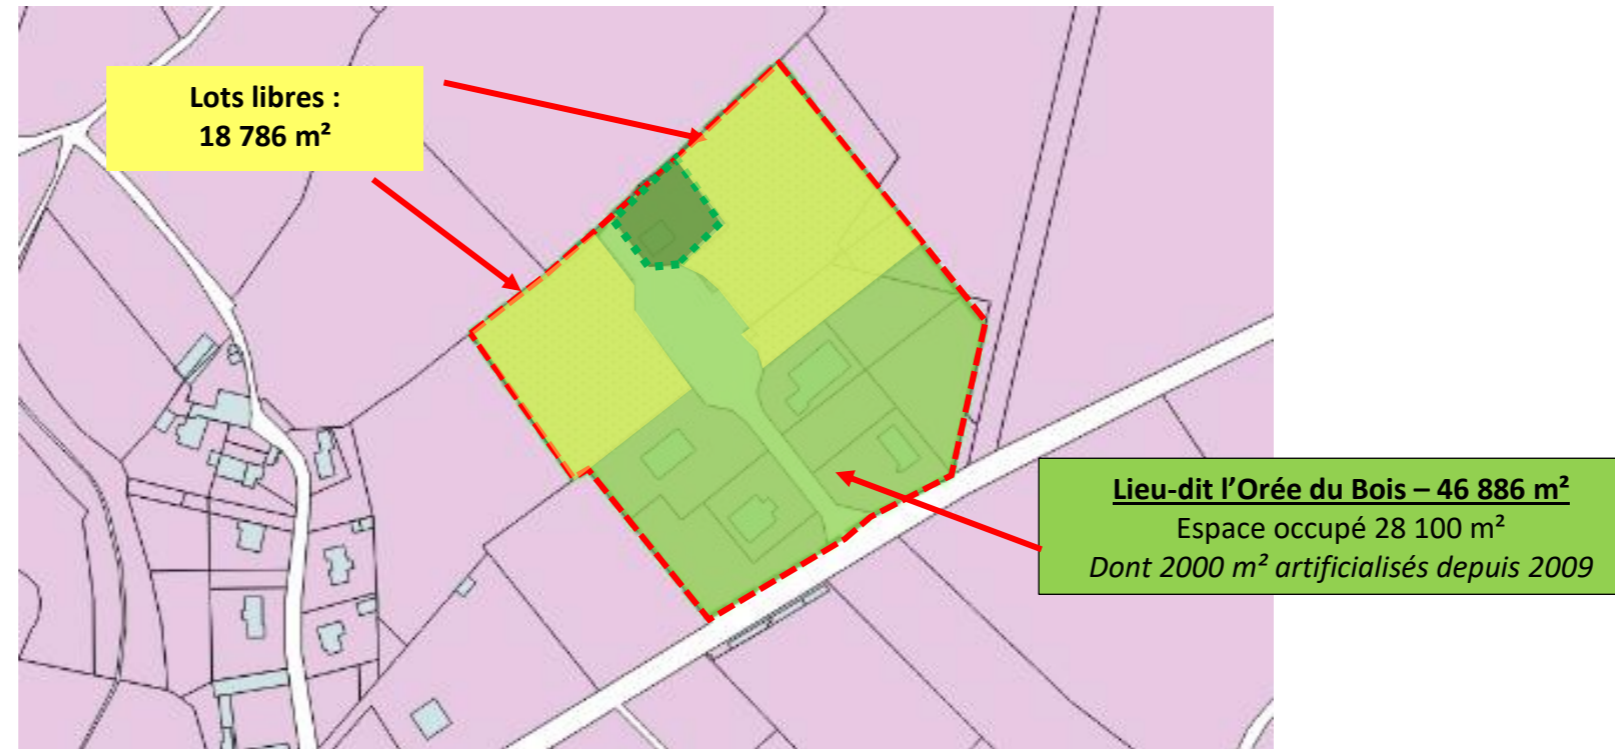 Lots libres :
18 786 m²
Lieu-dit l’Orée du Bois – 46 886 m²
Espace occupé 28 100 m²
Dont 2000 m² artificialisés depuis 2009